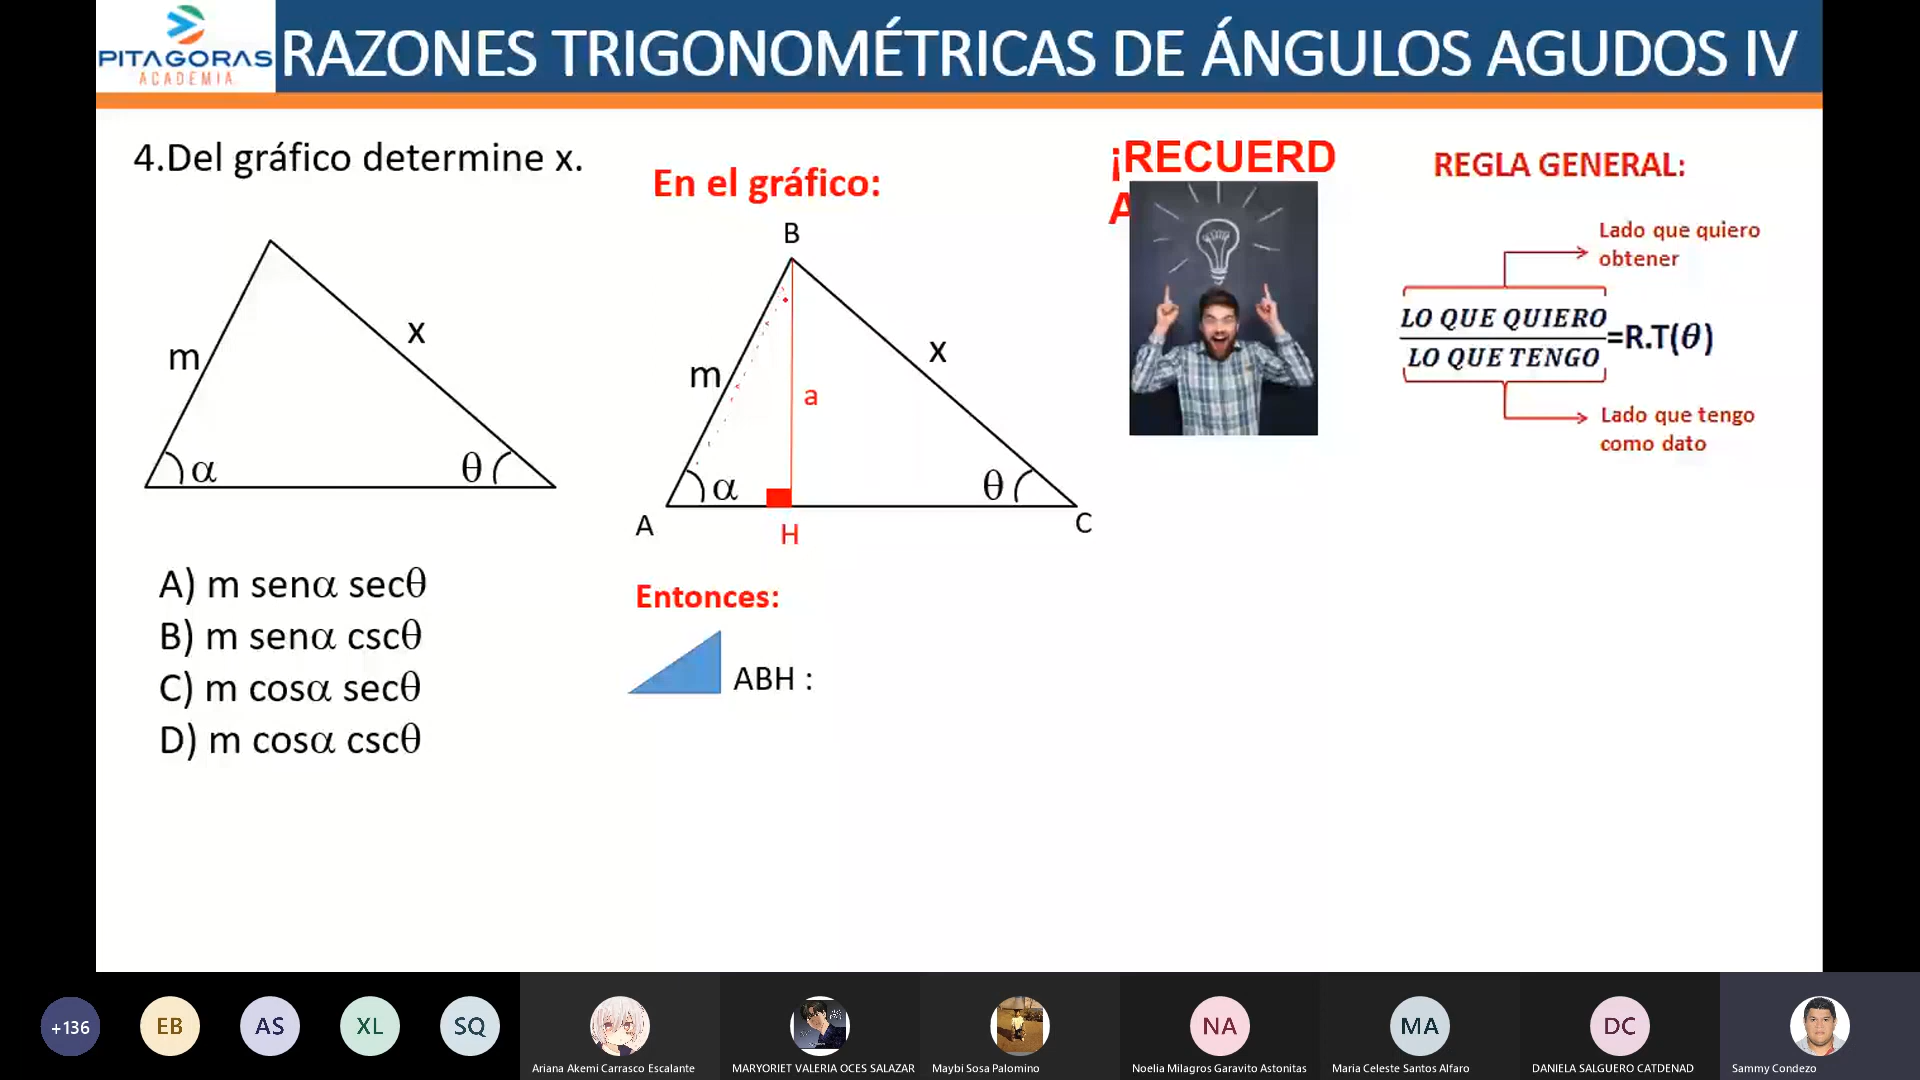 PITAGORAS
ACADEMIA
RAZONES TRIGONOMÉTRICAS DE ÁNGULOS AGUDOS IV
4.Del gráfico determine x.
m
x
α
θ
A) m senα secθ
B) m senα cscθ
C) m cosα secθ
D) m cosα cscθ
En el gráfico:
B
m
x
a
α
θ
A
H
C
Entonces:
ABH :
¡RECUERD
A
REGLA GENERAL:
Lado que quiero
obtener
LO QUE QUIERO
LO QUE TENGO
=R.T(θ)
Lado que tengo
como dato
+136
EB
AS
XL
SQ
NA
MA
DC
Ariana Akemi Carrasco Escalante
MARYORIET VALERIA OCES SALAZAR
Maybi Sosa Palomino
Noelia Milagros Garavito Astonitas
Maria Celeste Santos Alfaro
DANIELA SALGUERO CATDENAD
Sammy Condezo